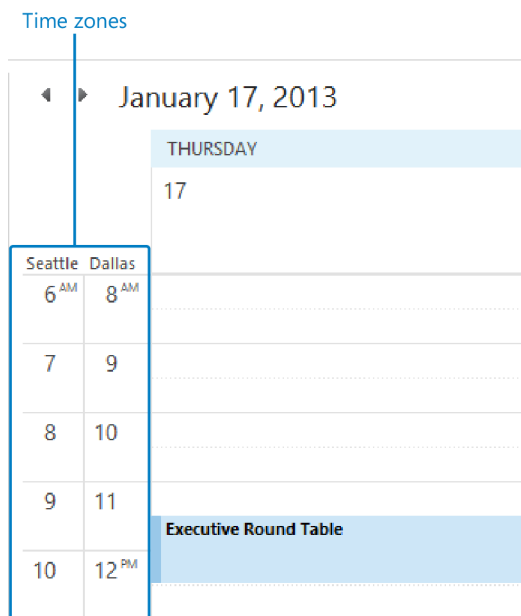 Time zones
January 17, 2013
THURSDAY
17
Seattle Dallas
6 AM 8 AM
7 9
8 10
9 11
Executive Round Table
10 12 PM